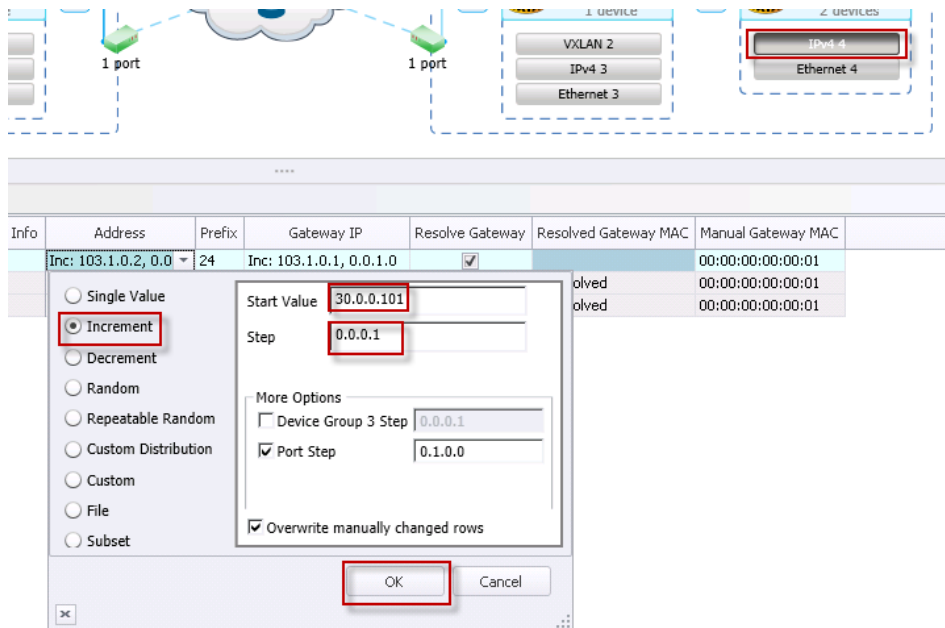 1 device
2 devices
VXLAN 2
IPv4 4
1 port
1 port
IPv4 3
Ethernet 4
Ethernet 3
Info Address Prefix Gateway IP Resolve Gateway Resolved Gateway MAC Manual Gateway MAC
Inc: 103.1.0.2, 0.0 24 Inc: 103.1.0.1, 0.0.1.0 00:00:00:00:00:01
olved 00:00:00:00:00:01
olved 00:00:00:00:00:01
Single Value
Increment
Decrement
Random
Repeatable Random
Custom Distribution
Custom
File
Subset
Start Value 30.0.0.101
Step 0.0.0.1
More Options
Device Group 3 Step 0.0.0.1
Port Step 0.1.0.0
Overwrite manually changed rows
OK Cancel